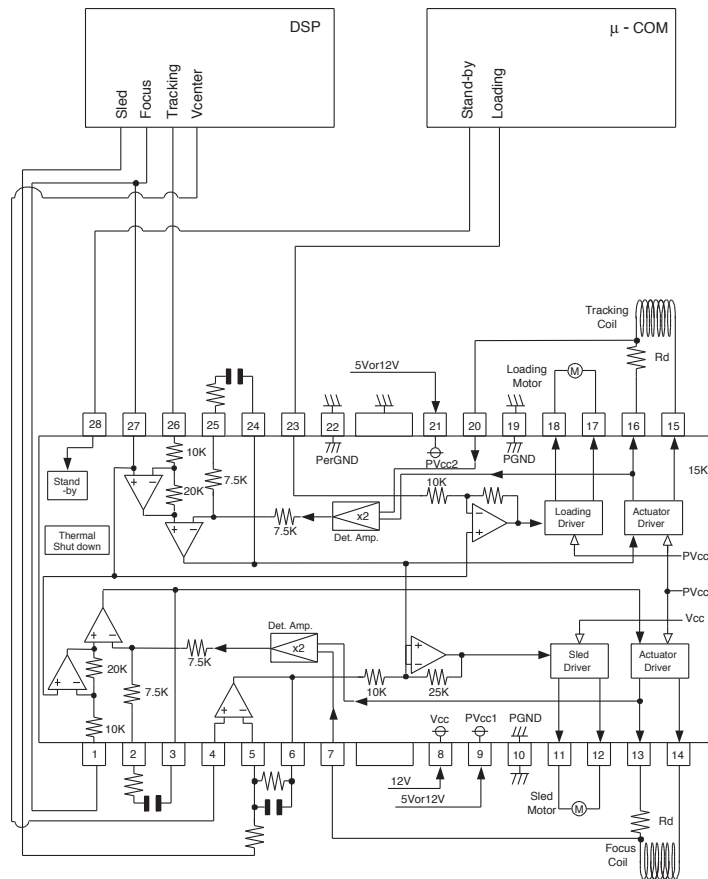 DSP
μ - COM
Sled
Focus
Tracking
Vcenter
Stand-by
Loading
Tracking
Coil
Rd
Loading
Motor
M
5Vor12V
28
27
26
25
24
23
22
21
20
19
18
17
16
15
PerGND
PVcc2
PGND
15K
10K
20K
7.5K
7.5K
10K
Stand
-by
x2
Det. Amp.
Loading
Driver
Actuator
Driver
Thermal
Shut down
PVcc
PVcc
Vcc
Det. Amp.
x2
7.5K
20K
7.5K
10K
10K
25K
Sled
Driver
Actuator
Driver
Vcc
PVcc1
PGND
1
2
3
4
5
6
7
8
9
10
11
12
13
14
12V
5Vor12V
Sled
Motor
M
Rd
Focus
Coil